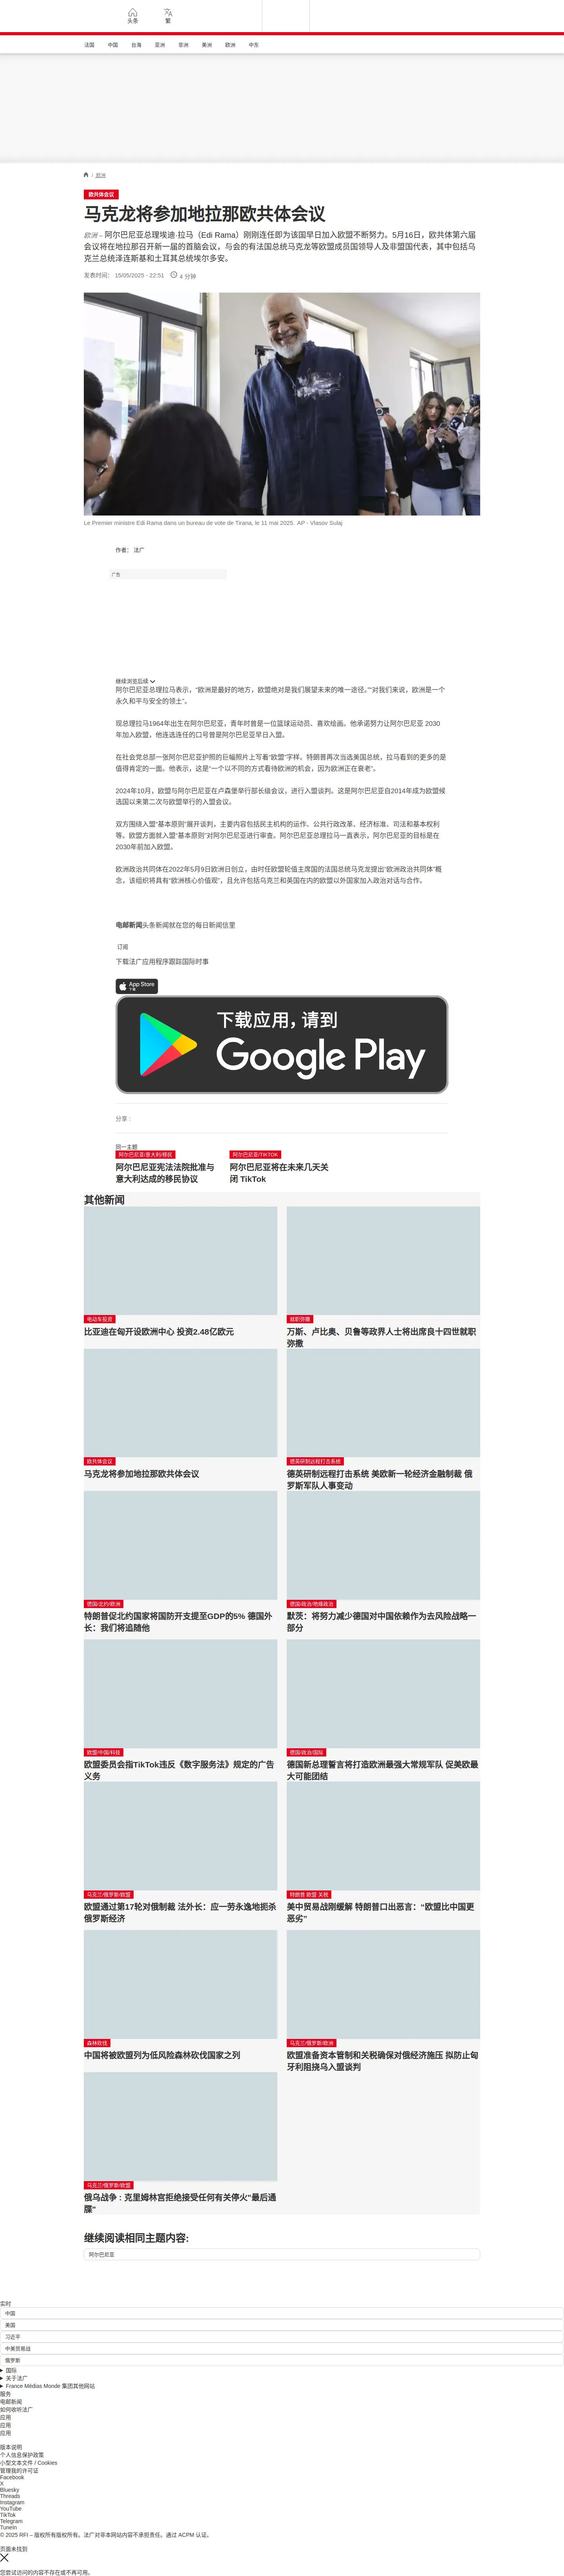 头条
繁
法国 中国 台海 亚洲 非洲 美洲 欧洲 中东
/ 欧洲
欧共体会议
马克龙将参加地拉那欧共体会议
欧洲 – 阿尔巴尼亚总理埃迪·拉马（Edi Rama）刚刚连任即为该国早日加入欧盟不断努力。5月16日，欧共体第六届
会议将在地拉那召开新一届的首脑会议，与会的有法国总统马克龙等欧盟成员国领导人及非盟国代表，其中包括乌
克兰总统泽连斯基和土耳其总统埃尔多安。
发表时间： 15/05/2025 - 22:51 4 分钟
Le Premier ministre Edi Rama dans un bureau de vote de Tirana, le 11 mai 2025. AP - Vlasov Sulaj
作者： 法广
广告
继续浏览后续
阿尔巴尼亚总理拉马表示，“欧洲是最好的地方，欧盟绝对是我们展望未来的唯一途径。”“对我们来说，欧洲是一个
永久和平与安全的领土”。
现总理拉马1964年出生在阿尔巴尼亚，青年时曾是一位篮球运动员、喜欢绘画。他承诺努力让阿尔巴尼亚 2030
年加入欧盟，他连选连任的口号曾是阿尔巴尼亚早日入盟。
在社会党总部一张阿尔巴尼亚护照的巨幅照片上写着“欧盟”字样。特朗普再次当选美国总统，拉马看到的更多的是
值得肯定的一面。他表示，这是“一个以不同的方式看待欧洲的机会，因为欧洲正在衰老”。
2024年10月，欧盟与阿尔巴尼亚在卢森堡举行部长级会议，进行入盟谈判。这是阿尔巴尼亚自2014年成为欧盟候
选国以来第二次与欧盟举行的入盟会议。
双方围绕入盟“基本原则”展开谈判，主要内容包括民主机构的运作、公共行政改革、经济标准、司法和基本权利
等。欧盟方面就入盟“基本原则”对阿尔巴尼亚进行审查。阿尔巴尼亚总理拉马一直表示，阿尔巴尼亚的目标是在
2030年前加入欧盟。
欧洲政治共同体在2022年5月9日欧洲日创立，由时任欧盟轮值主席国的法国总统马克龙提出“欧洲政治共同体”概
念，该组织将具有“欧洲核心价值观”，且允许包括乌克兰和英国在内的欧盟以外国家加入政治对话与合作。
电邮新闻头条新闻就在您的每日新闻信里
订阅
下载法广应用程序跟踪国际时事
App Store
下载
下载应用，请到
Google Play
分享 :
同一主题
阿尔巴尼亚/意大利/移民
阿尔巴尼亚宪法法院批准与
意大利达成的移民协议
阿尔巴尼亚/TIKTOK
阿尔巴尼亚将在未来几天关
闭 TikTok
其他新闻
电动车投资
比亚迪在匈开设欧洲中心 投资2.48亿欧元
就职弥撒
万斯、卢比奥、贝鲁等政界人士将出席良十四世就职
弥撒
欧共体会议
马克龙将参加地拉那欧共体会议
德英研制远程打击系统
德英研制远程打击系统 美欧新一轮经济金融制裁 俄
罗斯军队人事变动
德国/北约/欧洲
特朗普促北约国家将国防开支提至GDP的5% 德国外
长：我们将追随他
德国/政治/地缘政治
默茨：将努力减少德国对中国依赖作为去风险战略一
部分
欧盟/中国/科技
欧盟委员会指TikTok违反《数字服务法》规定的广告
义务
德国/政治/国际
德国新总理誓言将打造欧洲最强大常规军队 促美欧最
大可能团结
乌克兰/俄罗斯/欧盟
欧盟通过第17轮对俄制裁 法外长：应一劳永逸地扼杀
俄罗斯经济
特朗普 欧盟 关税
美中贸易战刚缓解 特朗普口出恶言：“欧盟比中国更
恶劣”
森林砍伐
中国将被欧盟列为低风险森林砍伐国家之列
乌克兰/俄罗斯/欧洲
欧盟准备资本管制和关税确保对俄经济施压 拟防止匈
牙利阻挠乌入盟谈判
乌克兰/俄罗斯/欧盟
俄乌战争 : 克里姆林宫拒绝接受任何有关停火“最后通
牒”
继续阅读相同主题内容:
阿尔巴尼亚
实时
中国
美国
习近平
中美贸易战
俄罗斯
国际
关于法广
France Médias Monde 集团其他网站
服务
电邮新闻
如何收听法广
应用
应用
应用
版本说明
个人信息保护政策
小型文本文件 / Cookies
管理我的许可证
Facebook
X
Bluesky
Threads
Instagram
YouTube
TikTok
Telegram
TuneIn
© 2025 RFI – 版权所有版权所有。法广对非本网站内容不承担责任。通过 ACPM 认证。
页面未找到
您尝试访问的内容不存在或不再可用。